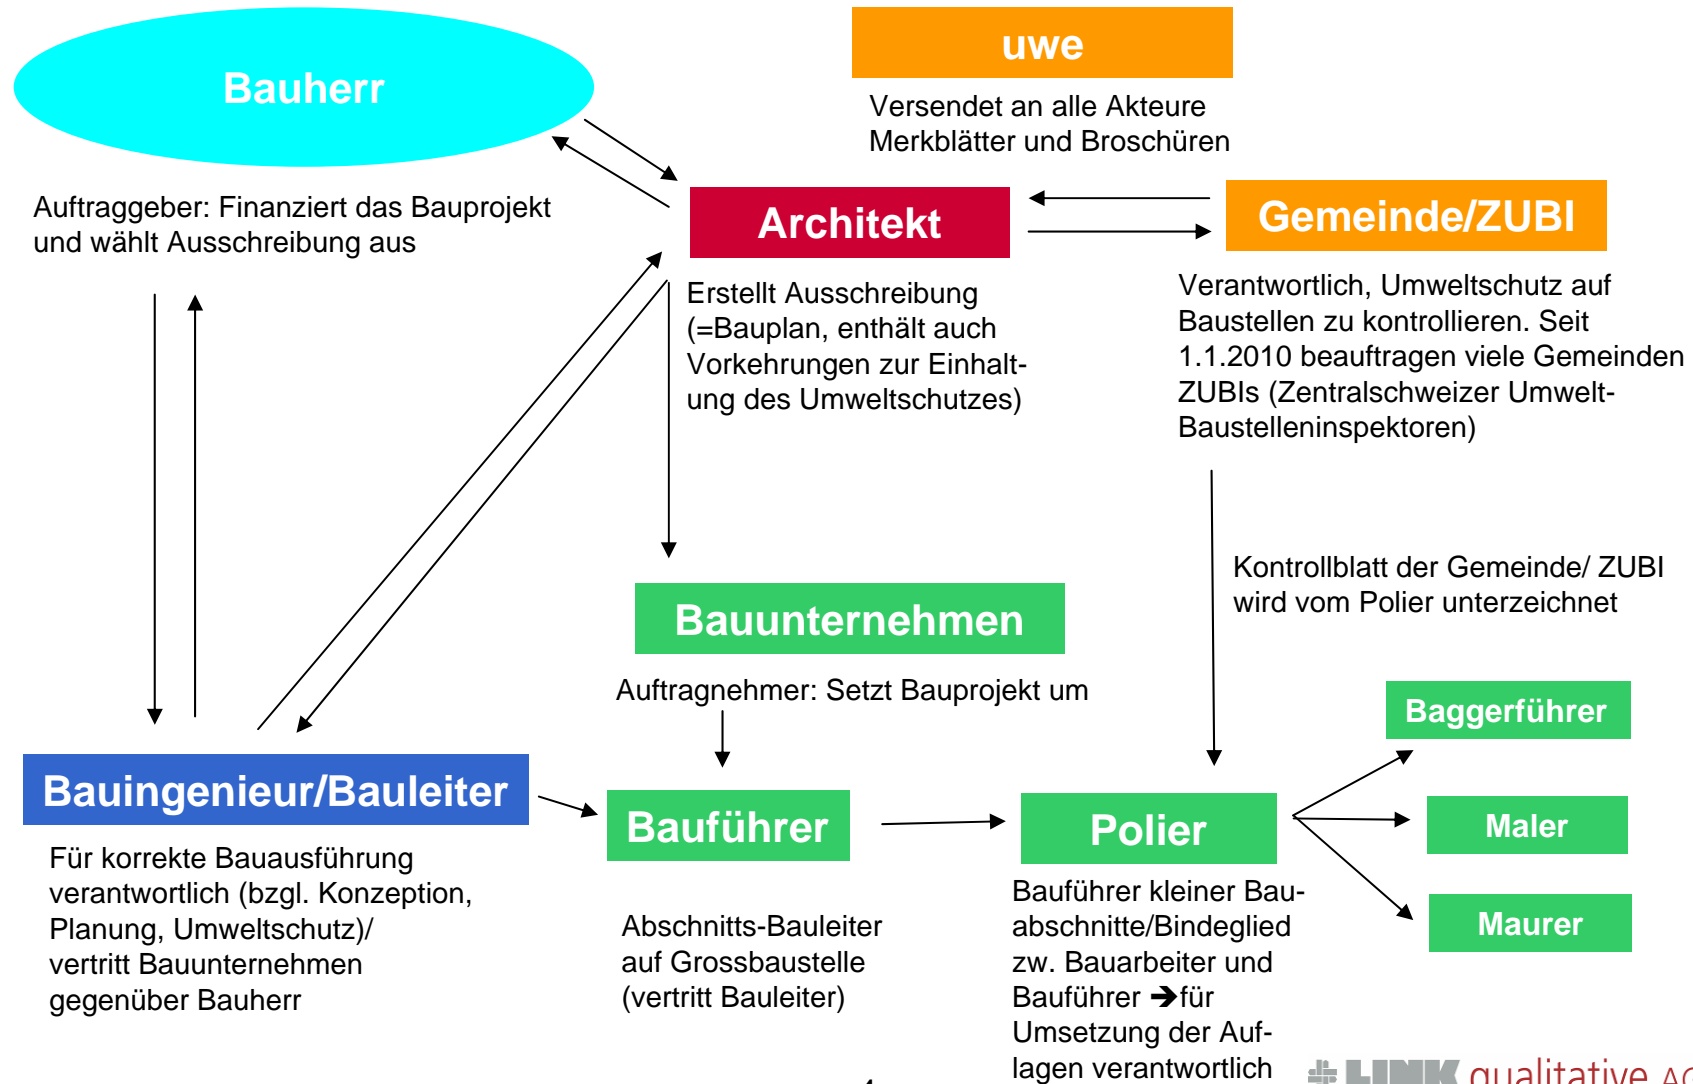 Bauherr
uwe
Versendet an alle Akteure
Merkblätter und Broschüren
Auftraggeber: Finanziert das Bauprojekt
und wählt Ausschreibung aus
Architekt
Gemeinde/ZUBI
Erstellt Ausschreibung
(=Bauplan, enthält auch
Vorkehrungen zur Einhalt-
ung des Umweltschutzes)
Verantwortlich, Umweltschutz auf
Baustellen zu kontrollieren. Seit
1.1.2010 beauftragen viele Gemeinden
ZUBIs (Zentralschweizer Umwelt-
Baustelleninspektoren)
Kontrollblatt der Gemeinde/ ZUBI
wird vom Polier unterzeichnet
Bauunternehmen
Auftragnehmer: Setzt Bauprojekt um
Bauingenieur/Bauleiter
Für korrekte Bauausführung
verantwortlich (bzgl. Konzeption,
Planung, Umweltschutz)/
vertritt Bauunternehmen
gegenüber Bauherr
Bauführer
Abschnitts-Bauleiter
auf Grossbaustelle
(vertritt Bauleiter)
Polier
Bauführer kleiner Bau-
abschnitte/Bindeglied
zw. Bauarbeiter und
Bauführer ➔für
Umsetzung der Auf-
lagen verantwortlich
Baggerführer
Maler
Maurer
LINK qualitative AG